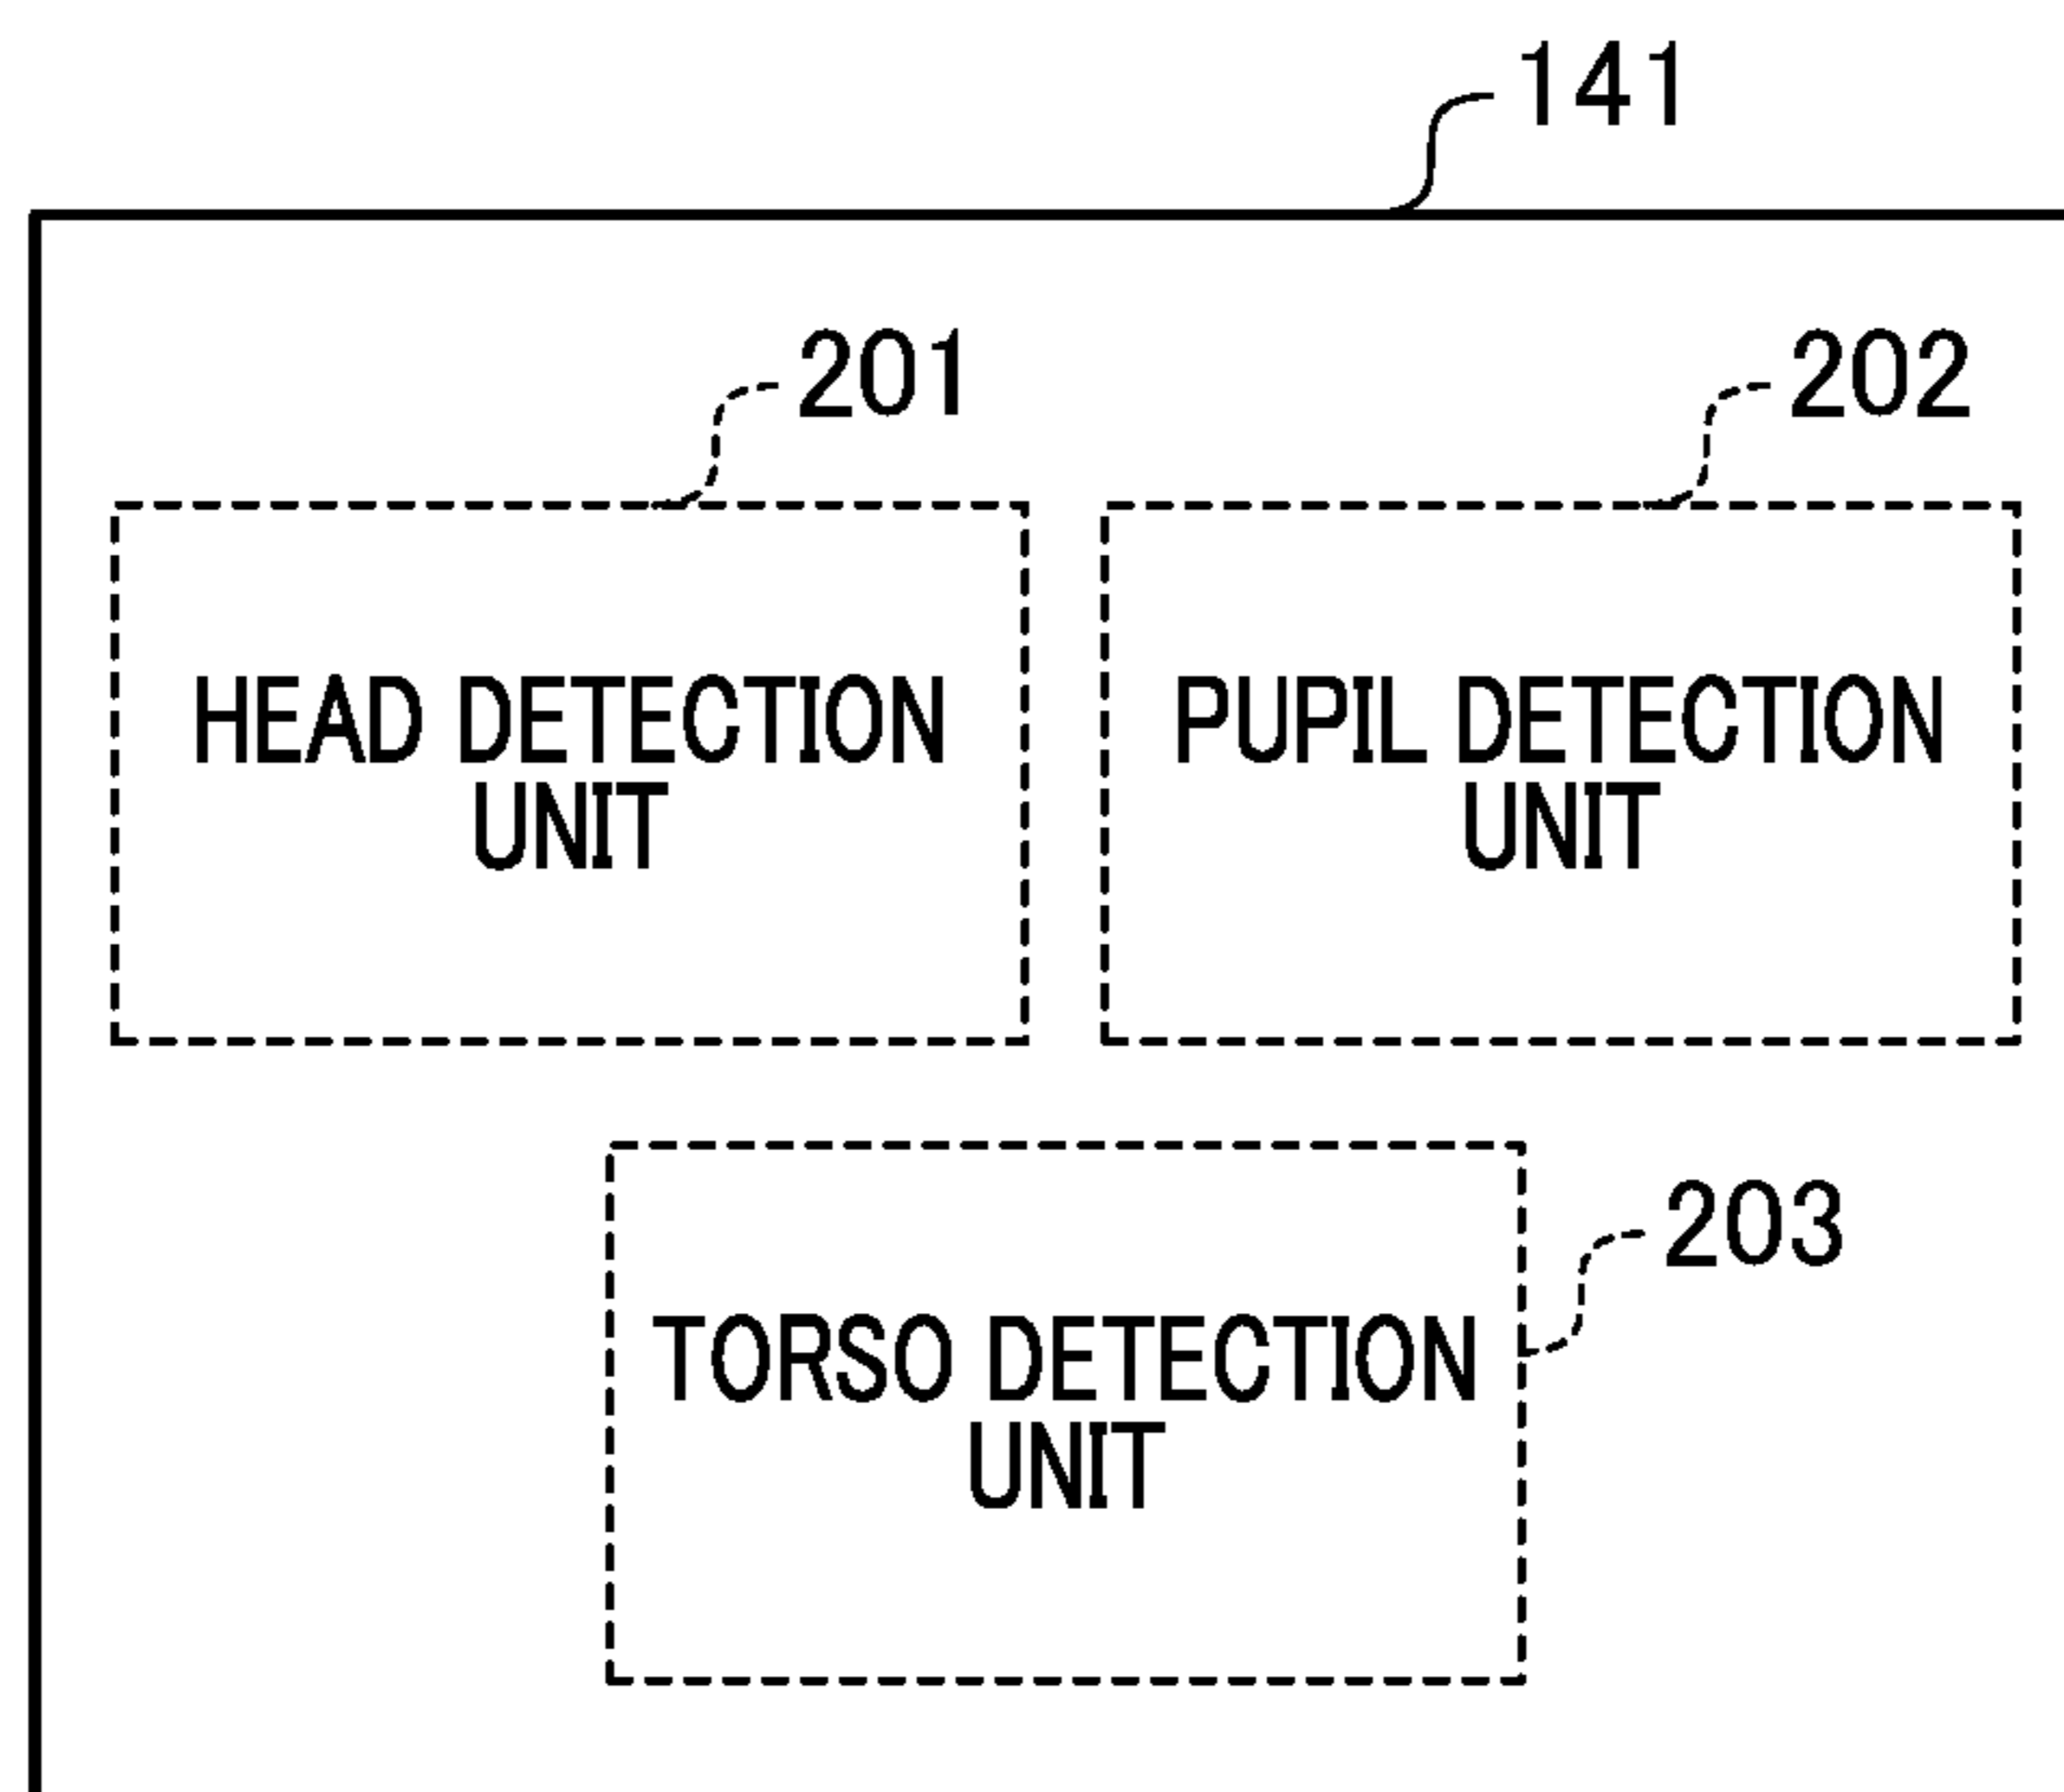 141
201
202
HEAD DETECTION
UNIT
PUPIL DETECTION
UNIT
203
TORSO DETECTION
UNIT